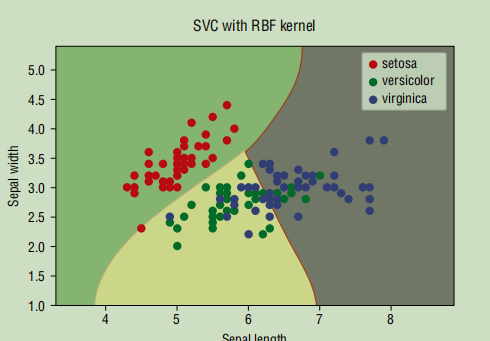 SVC with RBF kernel
setosa
versicolor
virginica
Sepal width
5.0
4.5
4.0
3.5
3.0
2.5
2.0
1.5
1.0
4 5 6 7 8
Sepal length